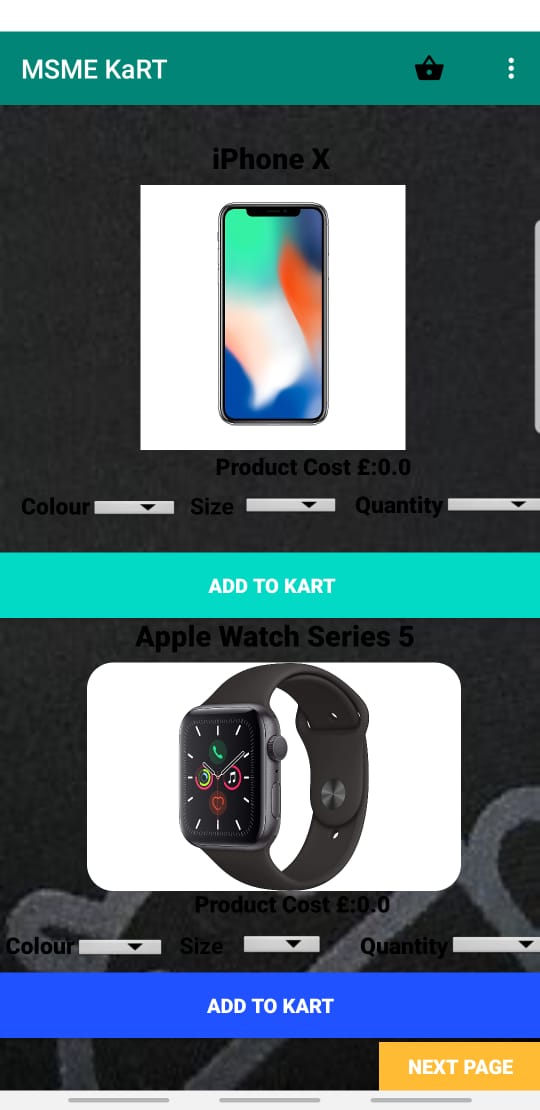 MSME KaRT
iPhone X
Product Cost £:0.0
Colour Size Quantity
ADD TO KART
Apple Watch Series 5
Product Cost £:0.0
Colour Size Quantity
ADD TO KART
NEXT PAGE